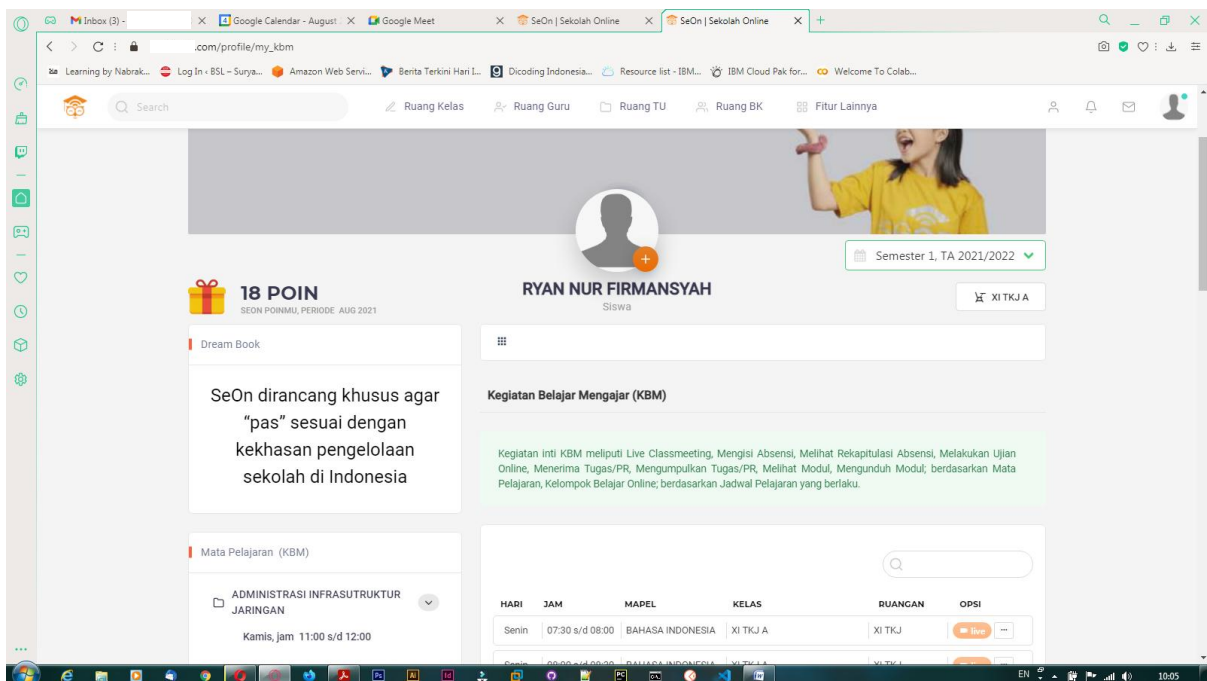 Inbox (3) -
Google Calendar - August
Google Meet
SeOn | Sekolah Online
SeOn | Sekolah Online
.com/profile/my_kbm
Learning by Nabrak...
Log In ‹ BSL – Surya...
Amazon Web Servi...
Berita Terkini Hari I...
Dicoding Indonesia...
Resource list - IBM...
IBM Cloud Pak for...
Welcome To Colab...
Search
Ruang Kelas
Ruang Guru
Ruang TU
Ruang BK
Fitur Lainnya
Semester 1, TA 2021/2022
18 POIN
SEON POINMU, PERIODE AUG 2021
RYAN NUR FIRMANSYAH
Siswa
XI TKJ A
Dream Book
SeOn dirancang khusus agar
“pas” sesuai dengan
kekhasan pengelolaan
sekolah di Indonesia
Kegiatan Belajar Mengajar (KBM)
Kegiatan inti KBM meliputi Live Classmeeting, Mengisi Absensi, Melihat Rekapitulasi Absensi, Melakukan Ujian
Online, Menerima Tugas/PR, Mengumpulkan Tugas/PR, Melihat Modul, Mengunduh Modul; berdasarkan Mata
Pelajaran, Kelompok Belajar Online; berdasarkan Jadwal Pelajaran yang berlaku.
Mata Pelajaran (KBM)
ADMINISTRASI INFRASUTRUKTUR
JARINGAN
Kamis, jam 11:00 s/d 12:00
HARI JAM MAPEL KELAS RUANGAN OPSI
Senin 07:30 s/d 08:00 BAHASA INDONESIA XI TKJ A XI TKJ live
EN 10:05